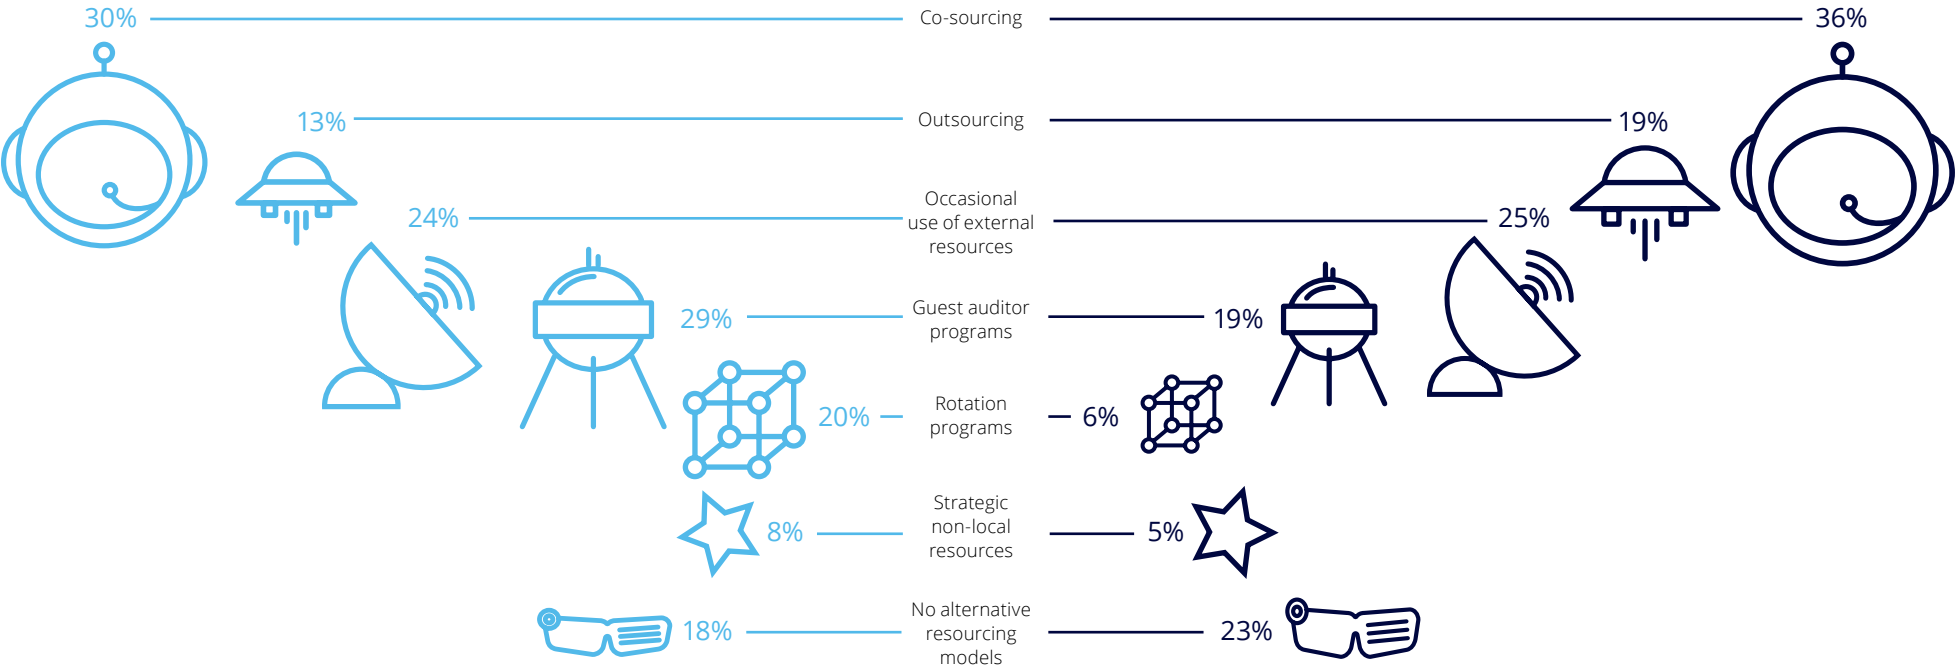 30% Co-sourcing 36%
13% Outsourcing 19%
Occasional
24% use of external 25%
resources
Guest auditor
29% programs 19%
Rotation
20% programs 6%
Strategic
8% non-local 5%
resources
No alternative
18% resourcing 23%
models